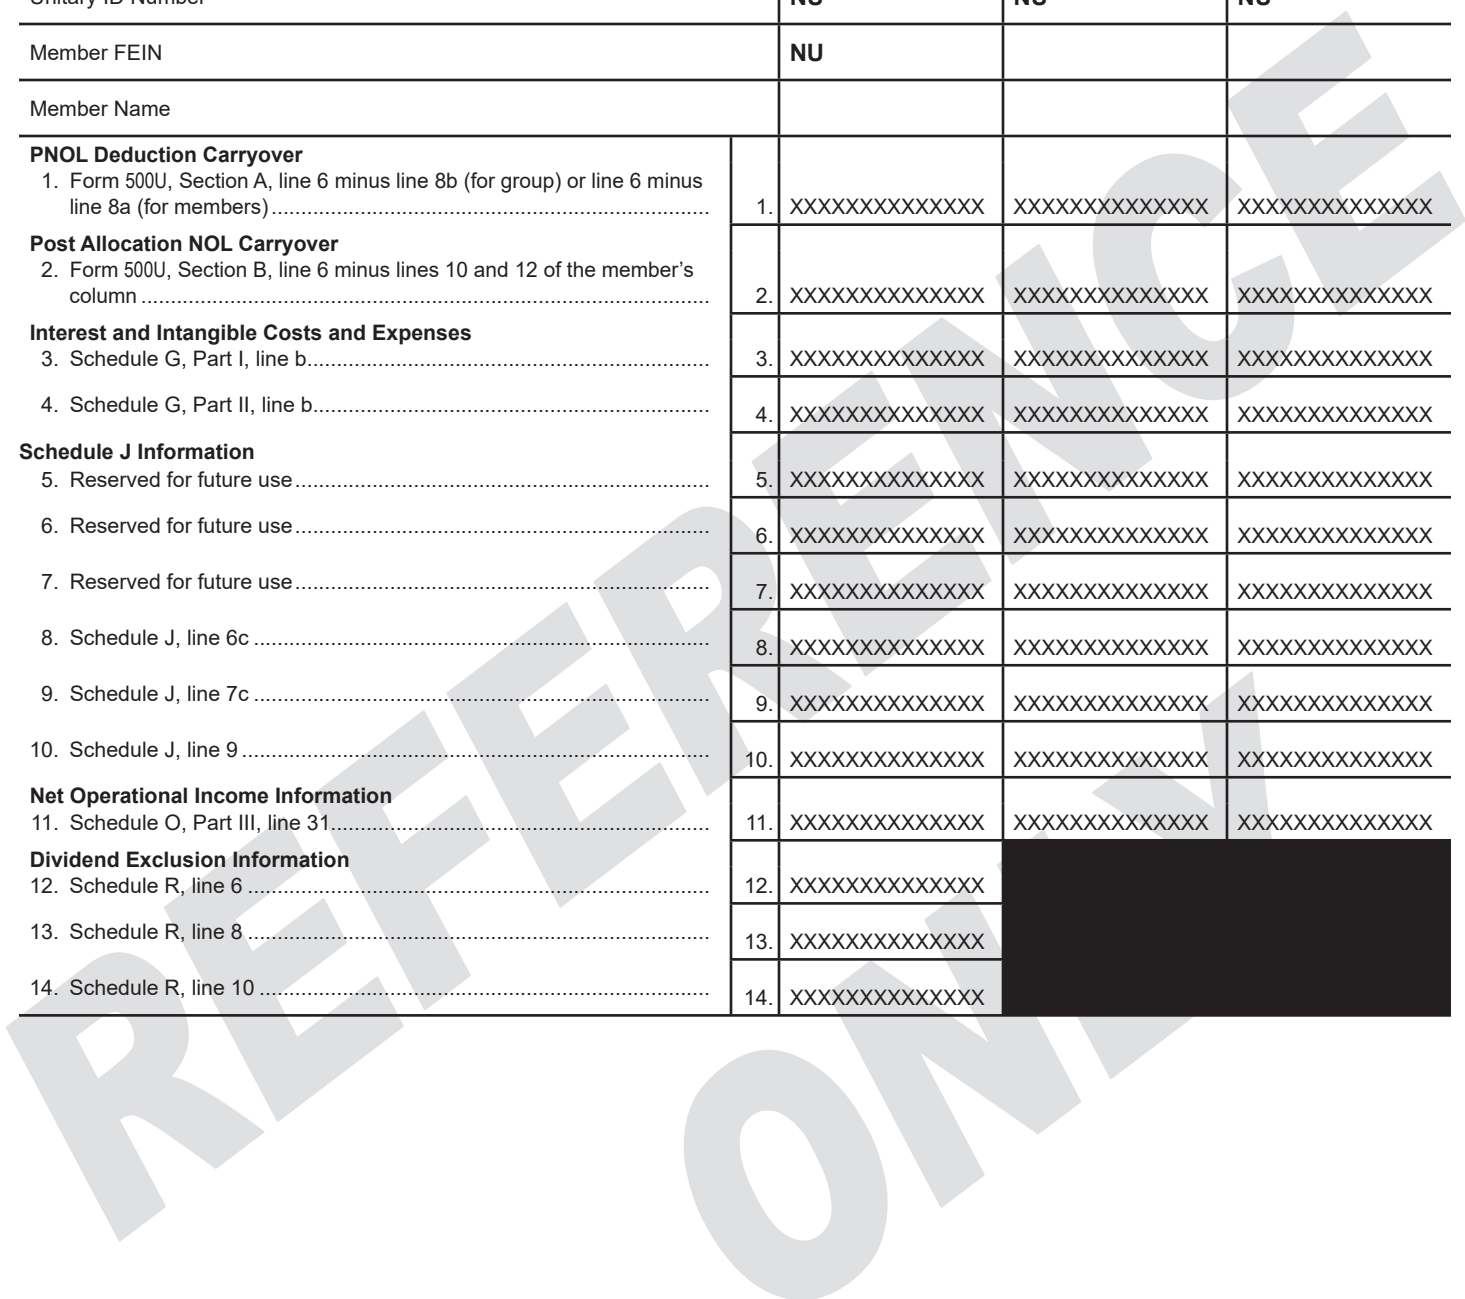 Unitary ID Number NU NU NU
Member FEIN NU
Member Name
PNOL Deduction Carryover
1. Form 500U, Section A, line 6 minus line 8b (for group) or line 6 minus
line 8a (for members) 1. XXXXXXXXXXXXXX XXXXXXXXXXXXXX XXXXXXXXXXXXXX
Post Allocation NOL Carryover
2. Form 500U, Section B, line 6 minus lines 10 and 12 of the member’s
column 2. XXXXXXXXXXXXXX XXXXXXXXXXXXXX XXXXXXXXXXXXXX
Interest and Intangible Costs and Expenses
3. Schedule G, Part I, line b 3. XXXXXXXXXXXXXX XXXXXXXXXXXXXX XXXXXXXXXXXXXX
4. Schedule G, Part II, line b 4. XXXXXXXXXXXXXX XXXXXXXXXXXXXX XXXXXXXXXXXXXX
Schedule J Information
5. Reserved for future use 5. XXXXXXXXXXXXXX XXXXXXXXXXXXXX XXXXXXXXXXXXXX
6. Reserved for future use 6. XXXXXXXXXXXXXX XXXXXXXXXXXXXX XXXXXXXXXXXXXX
7. Reserved for future use 7. XXXXXXXXXXXXXX XXXXXXXXXXXXXX XXXXXXXXXXXXXX
8. Schedule J, line 6c 8. XXXXXXXXXXXXXX XXXXXXXXXXXXXX XXXXXXXXXXXXXX
9. Schedule J, line 7c 9. XXXXXXXXXXXXXX XXXXXXXXXXXXXX XXXXXXXXXXXXXX
10. Schedule J, line 9 10. XXXXXXXXXXXXXX XXXXXXXXXXXXXX XXXXXXXXXXXXXX
Net Operational Income Information
11. Schedule O, Part III, line 31 11. XXXXXXXXXXXXXX XXXXXXXXXXXXXX XXXXXXXXXXXXXX
Dividend Exclusion Information
12. Schedule R, line 6 12. XXXXXXXXXXXXXX
13. Schedule R, line 8 13. XXXXXXXXXXXXXX
14. Schedule R, line 10 14. XXXXXXXXXXXXXX
REFERENCE
ONLY